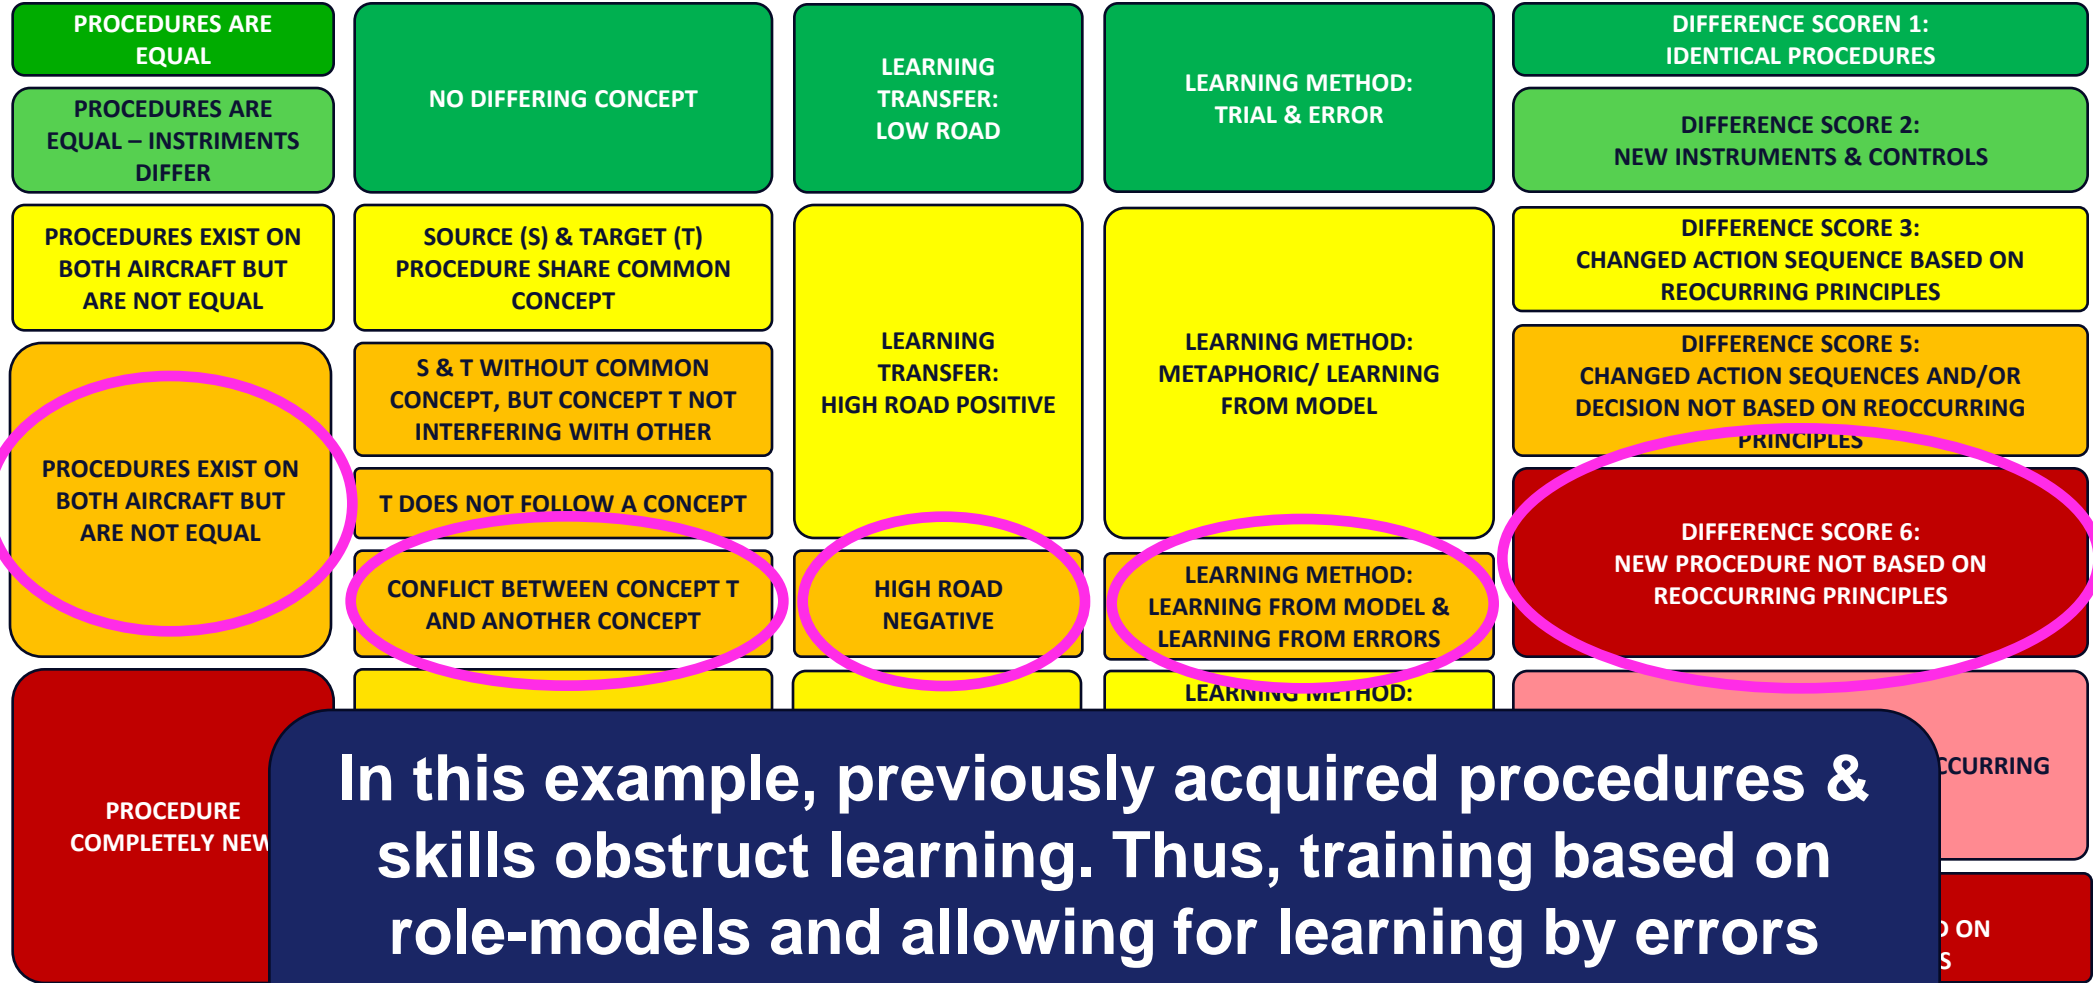 PROCEDURES ARE
EQUAL
PROCEDURES ARE
EQUAL – INSTRIMENTS
DIFFER
PROCEDURES EXIST ON
BOTH AIRCRAFT BUT
ARE NOT EQUAL
PROCEDURES EXIST ON
BOTH AIRCRAFT BUT
ARE NOT EQUAL
PROCEDURE
COMPLETELY NEW
NO DIFFERING CONCEPT
SOURCE (S) & TARGET (T)
PROCEDURE SHARE COMMON
CONCEPT
S & T WITHOUT COMMON
CONCEPT, BUT CONCEPT T NOT
INTERFERING WITH OTHER
T DOES NOT FOLLOW A CONCEPT
CONFLICT BETWEEN CONCEPT T
AND ANOTHER CONCEPT
LEARNING
TRANSFER:
LOW ROAD
LEARNING
TRANSFER:
HIGH ROAD POSITIVE
HIGH ROAD
NEGATIVE
LEARNING METHOD:
TRIAL & ERROR
LEARNING METHOD:
METAPHORIC/ LEARNING
FROM MODEL
LEARNING METHOD:
LEARNING FROM MODEL &
LEARNING FROM ERRORS
LEARNING METHOD:
DIFFERENCE SCOREN 1:
IDENTICAL PROCEDURES
DIFFERENCE SCORE 2:
NEW INSTRUMENTS & CONTROLS
DIFFERENCE SCORE 3:
CHANGED ACTION SEQUENCE BASED ON
REOCURRING PRINCIPLES
DIFFERENCE SCORE 5:
CHANGED ACTION SEQUENCES AND/OR
DECISION NOT BASED ON REOCCURRING
PRINCIPLES
DIFFERENCE SCORE 6:
NEW PROCEDURE NOT BASED ON
REOCCURRING PRINCIPLES
CCURRING
ON
S
In this example, previously acquired procedures &
skills obstruct learning. Thus, training based on
role-models and allowing for learning by errors